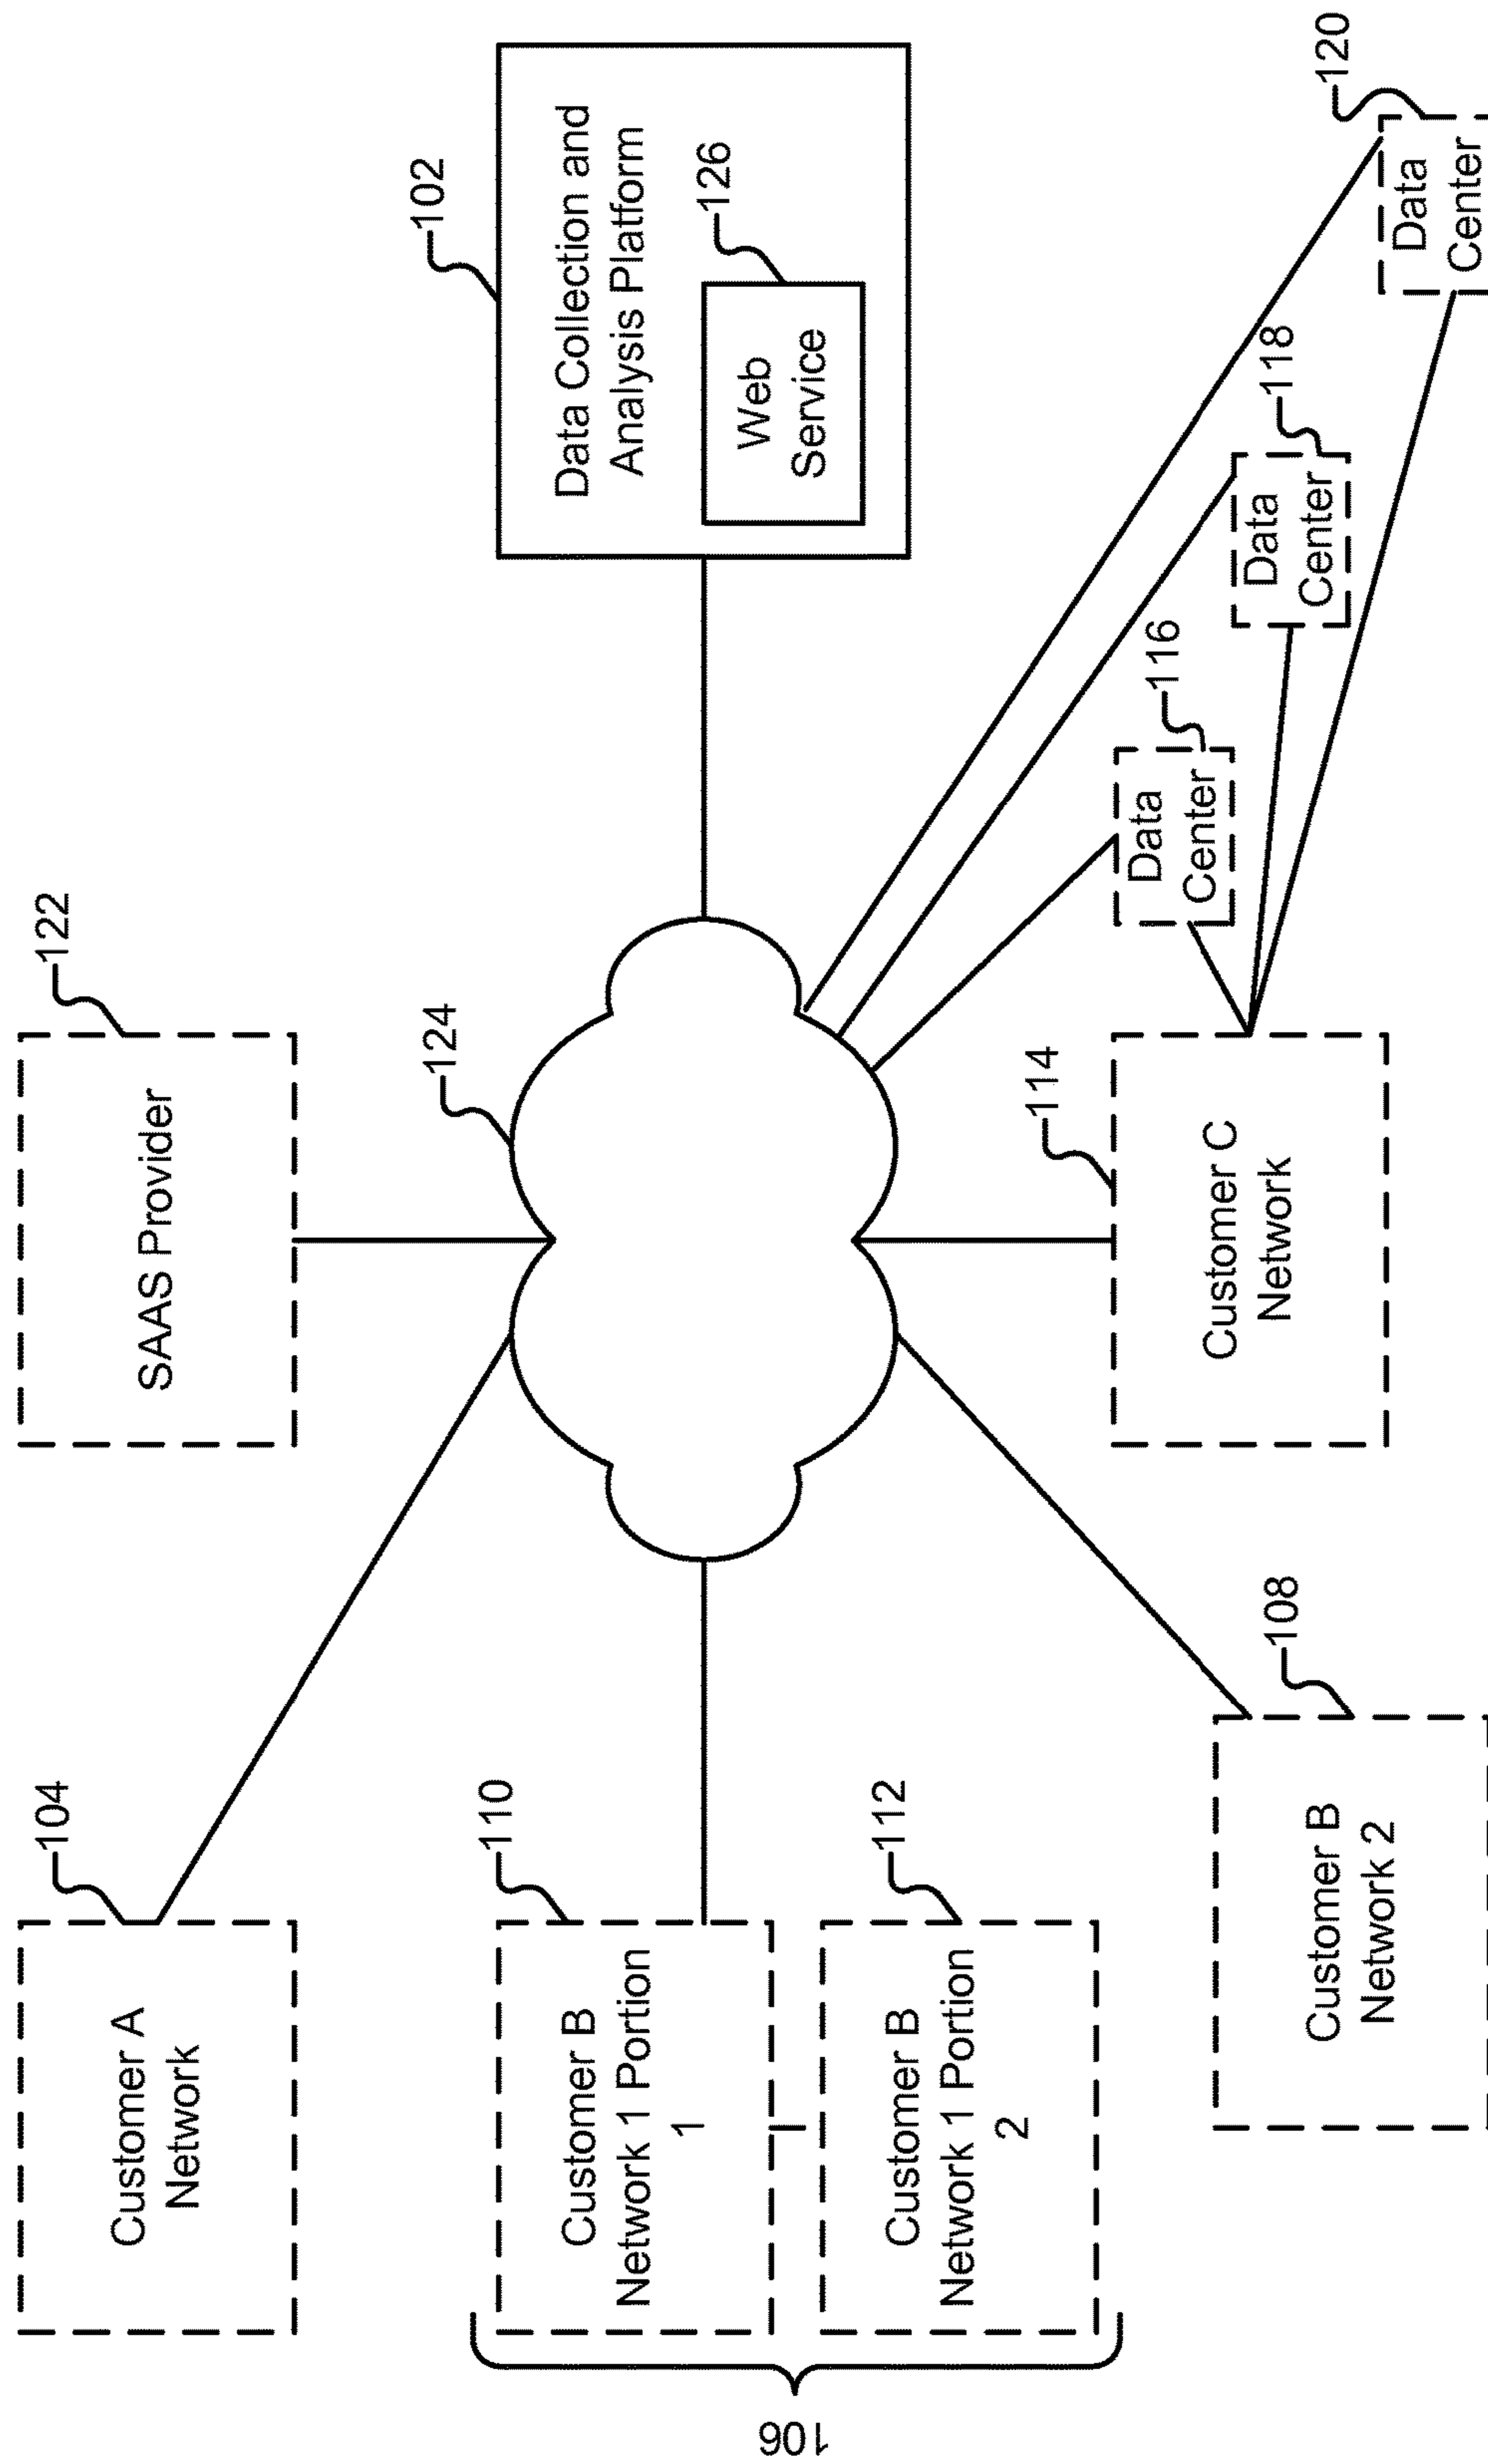 104
Customer A
Network
122
SAAS Provider
110
Customer B
Network 1 Portion
1
124
102
Data Collection and
Analysis Platform
126
Web
Service
106
112
Customer B
Network 1 Portion
2
114
Customer C
Network
116
Data
Center
118
Data
Center
120
Data
Center
108
Customer B
Network 2